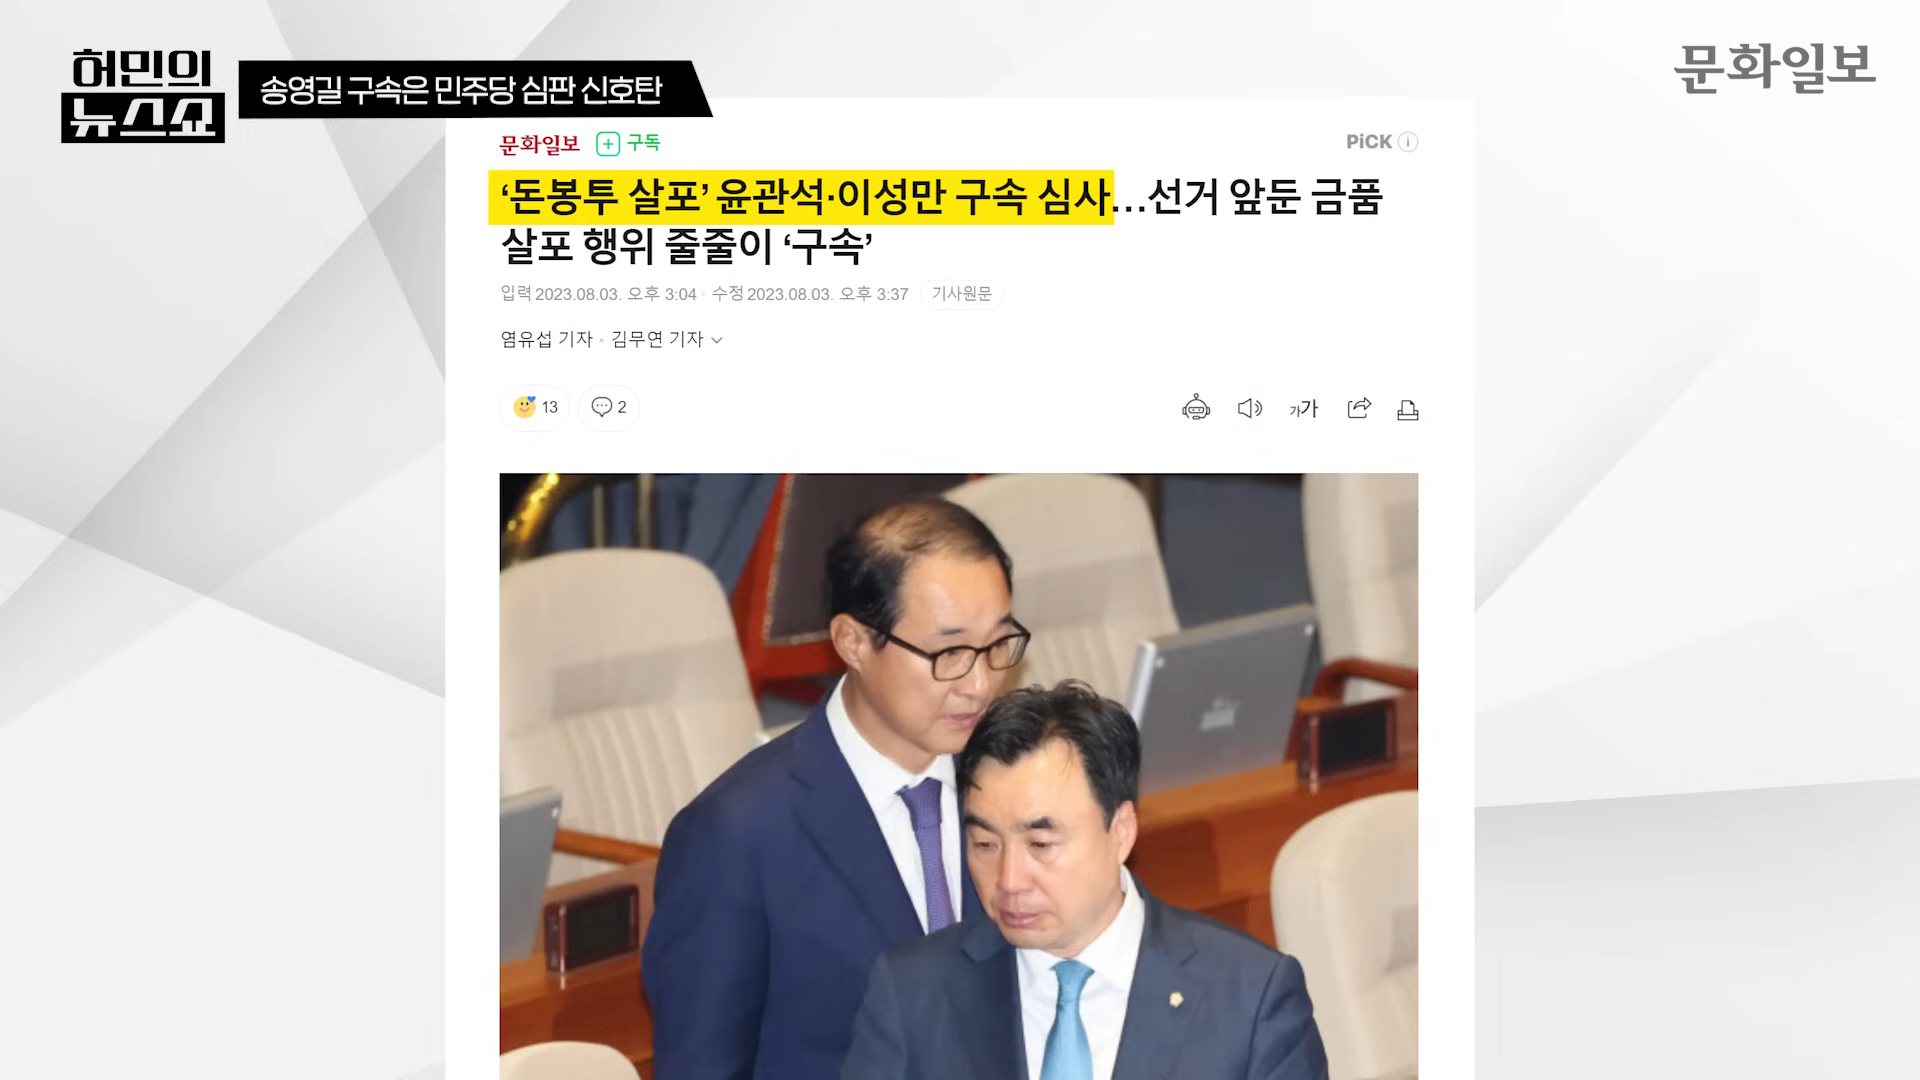 허민의
뉴스쇼
송영길 구속은 민주당 심판 신호탄
문화일보
문화일보 구독
PiCK
‘돈봉투 살포’ 윤관석·이성만 구속 심사…선거 앞둔 금품
살포 행위 줄줄이 ‘구속’
입력 2023.08.03. 오후 3:04 · 수정 2023.08.03. 오후 3:37 기사원문
염유섭 기자 · 김무연 기자
13 2
가가